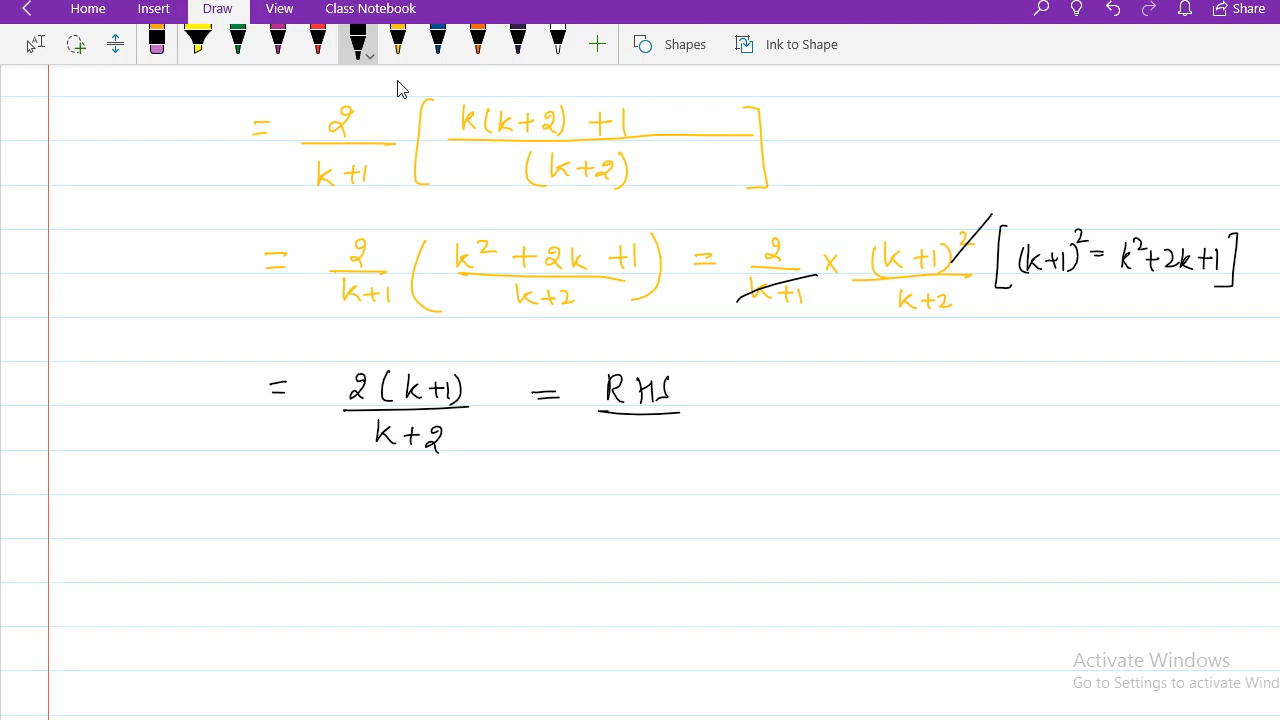 Home Insert Draw View Class Notebook Share
Shapes Ink to Shape
= 2/(k+1) [ (k(k+2) + 1)/(k+2) ]
= 2/(k+1) ( (k² + 2k + 1)/(k+2) ) = 2/(k+1) × (k+1)²/(k+2) [(k+1)² = k²+2k+1]
= 2(k+1)/(k+2) = RHS
Activate Windows
Go to Settings to activate Wind